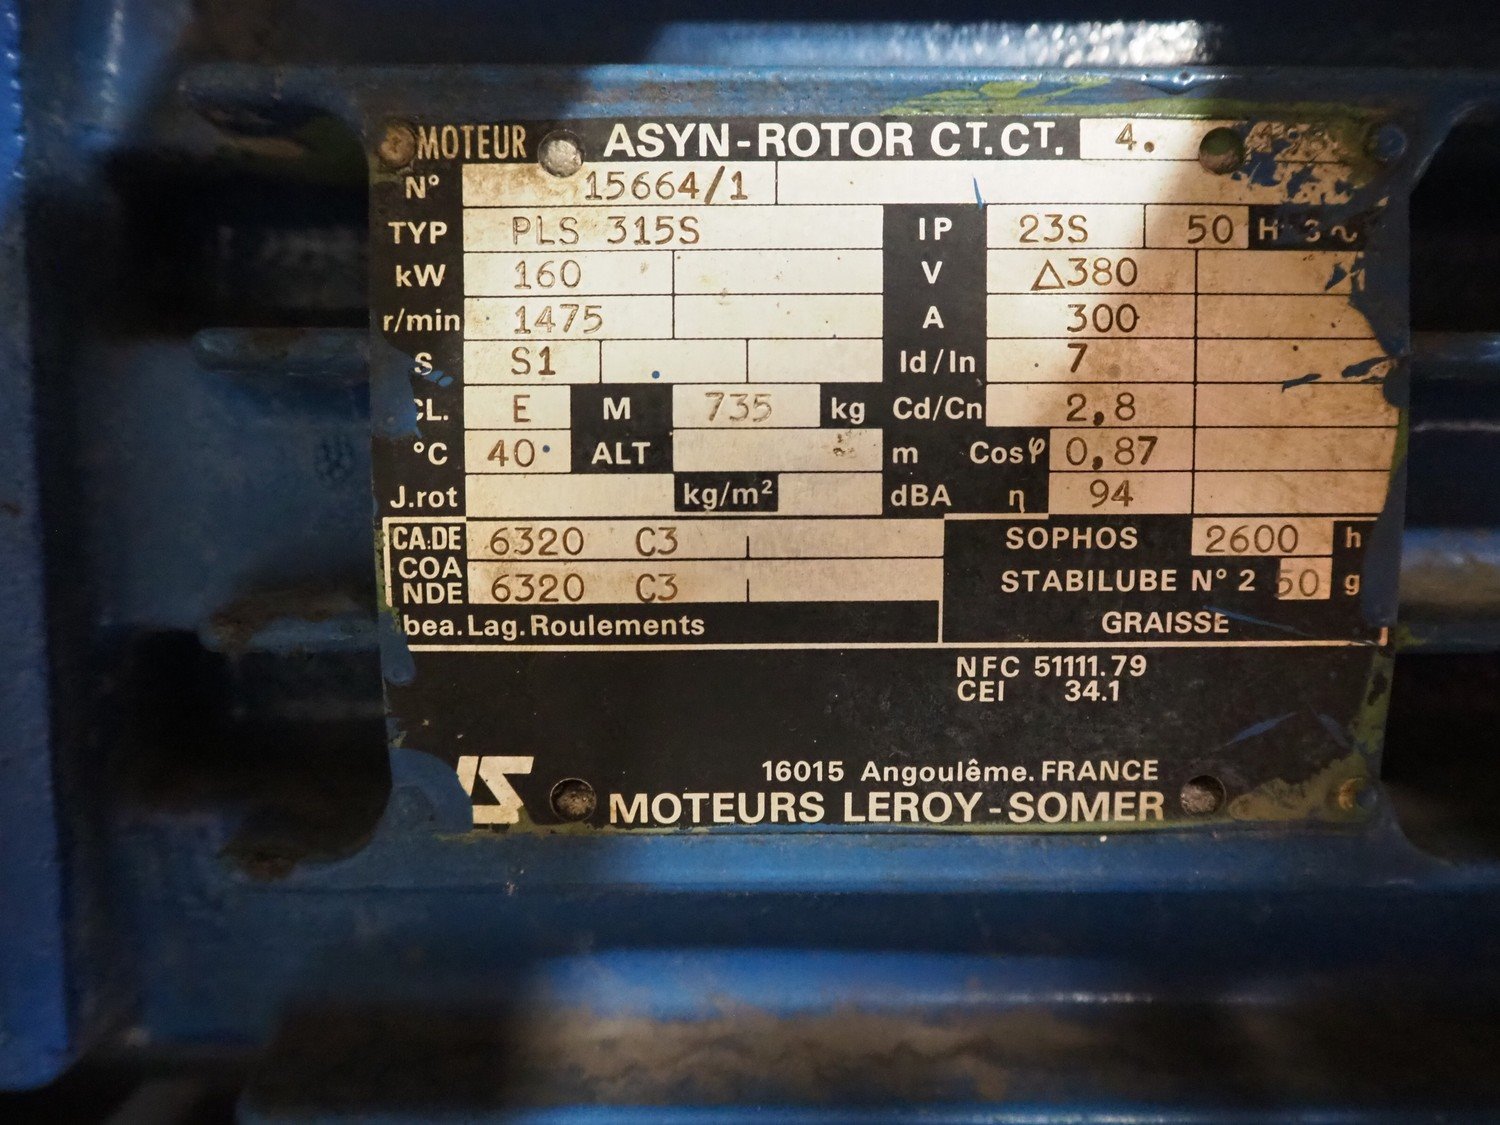 MOTEUR ASYN-ROTOR CT.CT. 4.
N° 15664/1
TYP PLS 315S IP 23S 50 H 3~
kW 160 V Δ380
r/min 1475 A 300
S S1 Id/In 7
CL. E M 735 kg Cd/Cn 2,8
°C 40 ALT m Cosφ 0,87
J.rot kg/m² dBA η 94
CA:DE 6320 C3 SOPHOS 2600 h
COA NDE 6320 C3 STABILUBE N° 2 50 g
bea.Lag.Roulements GRAISSE
NFC 51111.79
CEI 34.1
16015 Angoulême.FRANCE
LS MOTEURS LEROY-SOMER